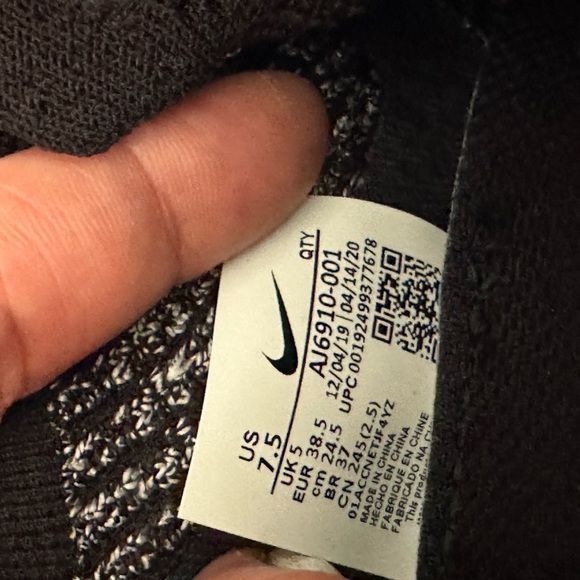 US
7.5
QTY
UK 5
EUR 38.5
cm 24.5
BR 37
CN 245(2.5)
AJ6910-001
12/04/19 | 04/14/20
UPC 00192499377678
01ACCNETJF4YZ
MADE IN CHINA
HECHO EN CHINA
FABRIQUE EN CHINE
FABRICADO NA CHINA
This